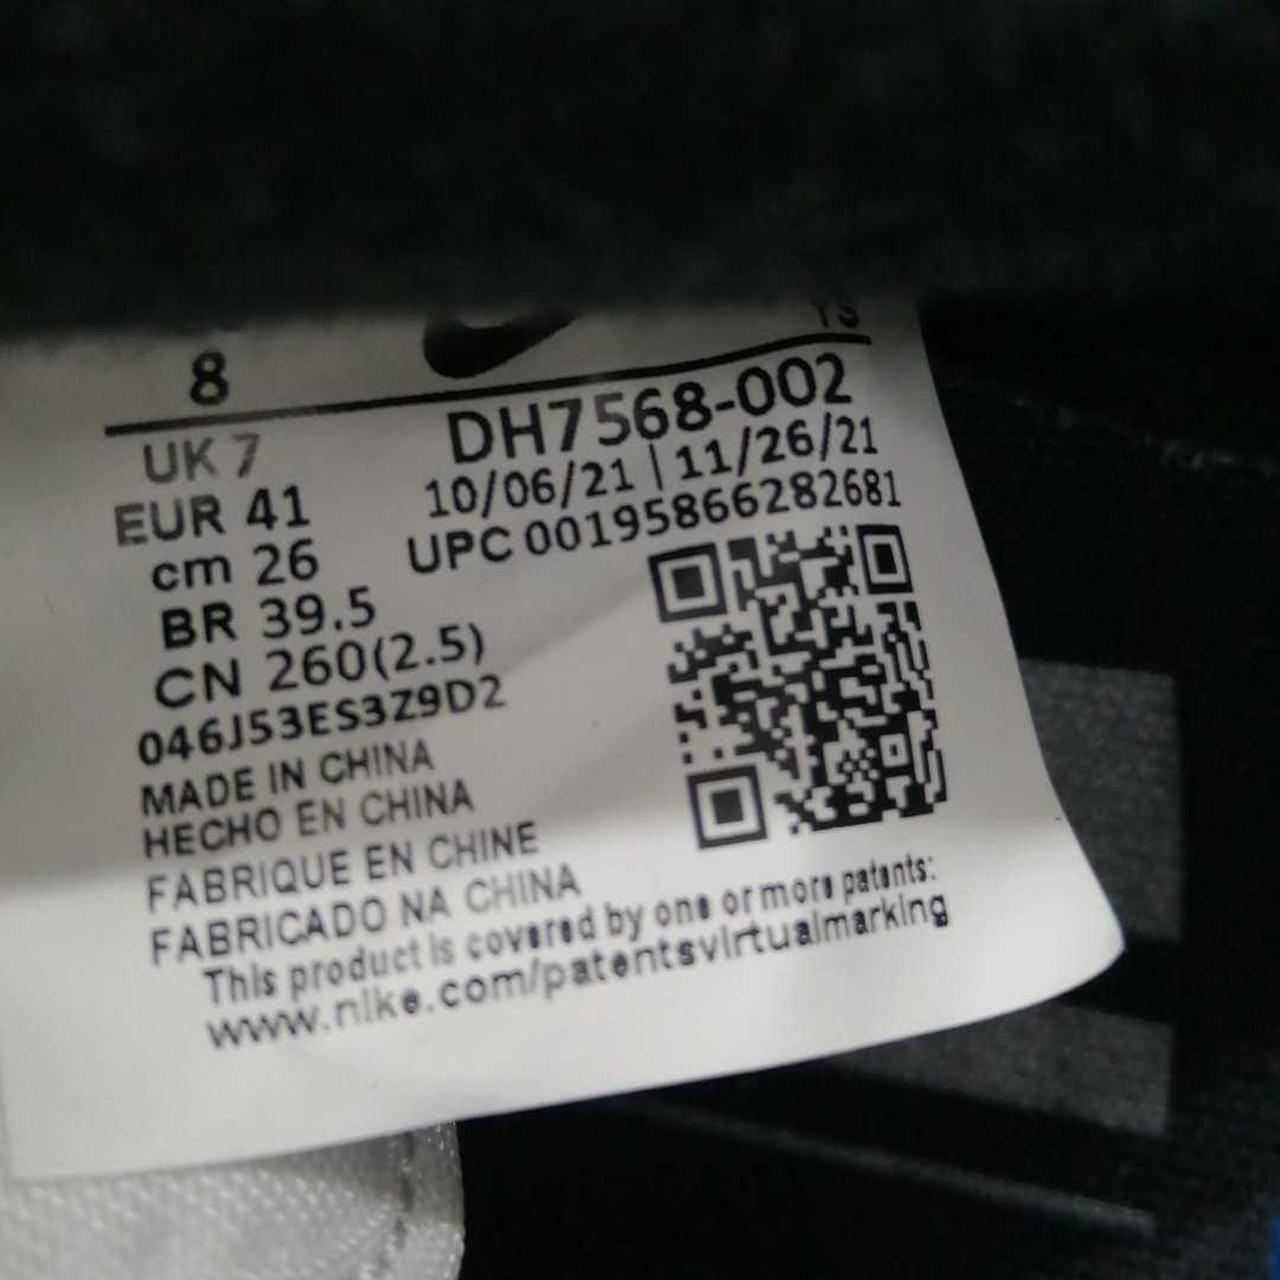 8 YS
UK 7 DH7568-002
EUR 41 10/06/21 | 11/26/21
cm 26 UPC 00195866282681
BR 39.5
CN 260(2.5)
046J53ES3Z9D2
MADE IN CHINA
HECHO EN CHINA
FABRIQUE EN CHINE
FABRICADO NA CHINA
This product is covered by one or more patents:
www.nike.com/patentsvirtualmarking